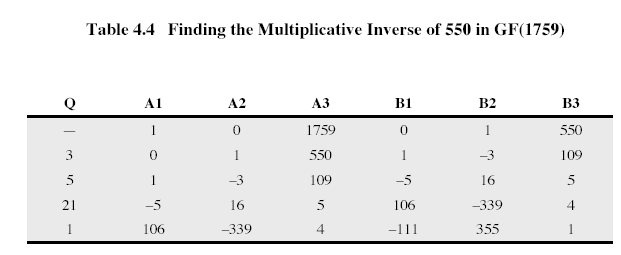 Table 4.4 Finding the Multiplicative Inverse of 550 in GF(1759)
Q A1 A2 A3 B1 B2 B3
— 1 0 1759 0 1 550
3 0 1 550 1 –3 109
5 1 –3 109 –5 16 5
21 –5 16 5 106 –339 4
1 106 –339 4 –111 355 1